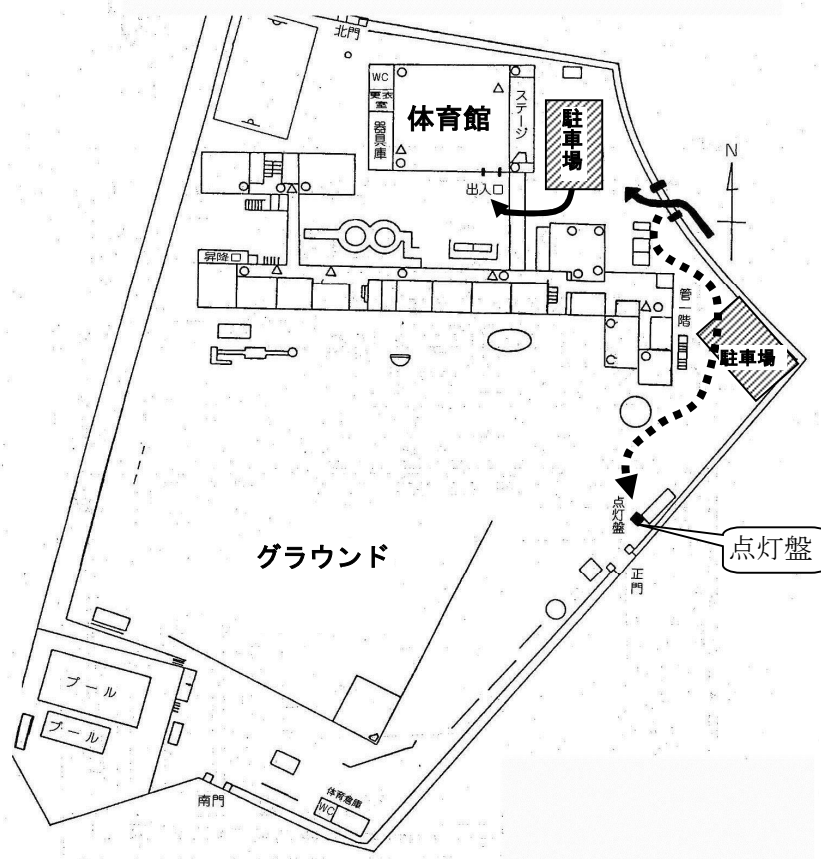 北門
WC
更衣室
器具庫
体育館
ステージ
駐車場
出入口
N
昇降口
管一階
駐車場
点灯盤
点灯盤
正門
グラウンド
プール
プール
南門
体育倉庫
WC